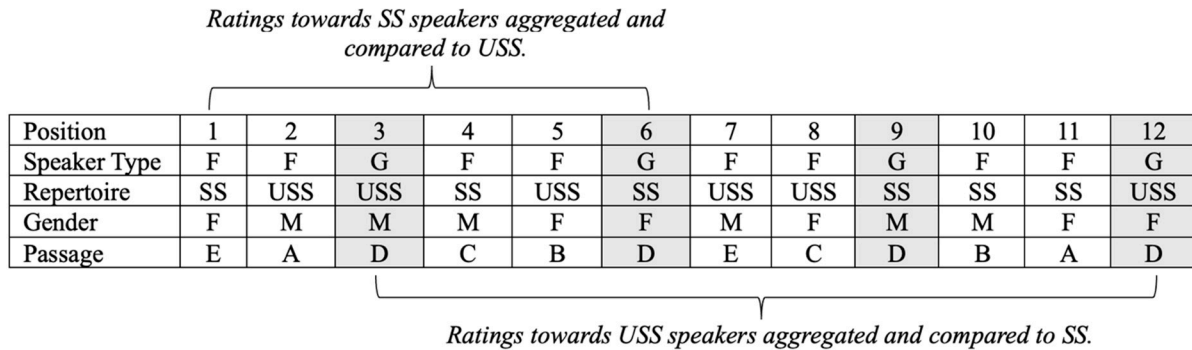 Ratings towards SS speakers aggregated and
compared to USS.
Position 1 2 3 4 5 6 7 8 9 10 11 12
Speaker Type F F G F F G F F G F F G
Repertoire SS USS USS SS USS SS USS USS SS SS SS USS
Gender F M M M F F M F M M F F
Passage E A D C B D E C D B A D
Ratings towards USS speakers aggregated and compared to SS.